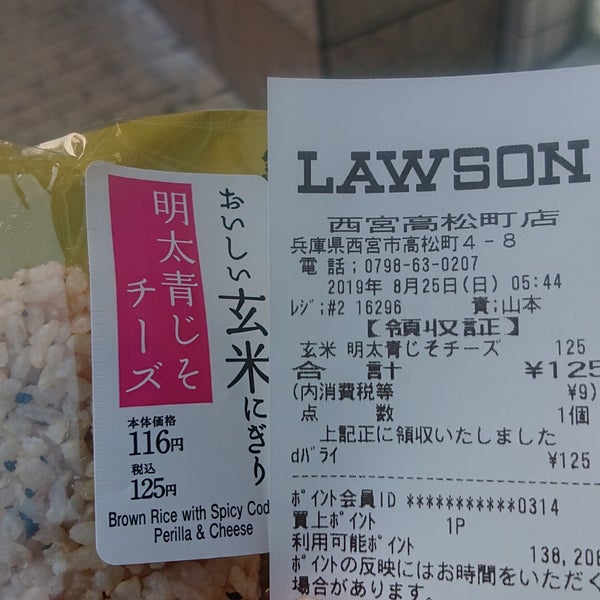 おいしい玄米にぎり
明太青じそ
チーズ
本体価格
116円
税込
125円
Brown Rice with Spicy Cod
Perilla & Cheese
LAWSON
西宮高松町店
兵庫県西宮市高松町4-8
電話;0798-63-0207
2019年 8月25日(日) 05:44
ﾚｼﾞ;#2 16296 責;山本
【領収証】
玄米 明太青じそチーズ 125
合 計 ¥125
(内消費税等 ¥9)
点 数 1個
上記正に領収いたしました
dバライ ¥125
ﾎﾟｲﾝﾄ会員ID ***********0314
買上ﾎﾟｲﾝﾄ 1P
利用可能ﾎﾟｲﾝﾄ 138,208
ﾎﾟｲﾝﾄの反映にはお時間をいただく
場合があります。